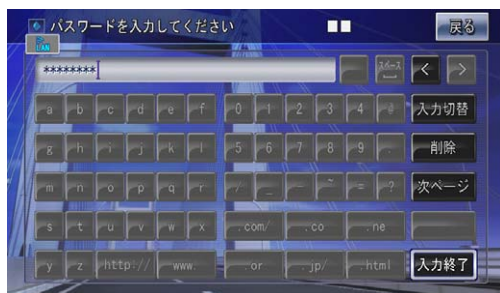 パスワードを入力してください 戻る
LAN
******** スペース < >
a b c d e f 0 1 2 3 4 @ 入力切替
g h i j k l 5 6 7 8 9 . 削除
m n o p q r / _ - ~ = ? 次ページ
s t u v w x .com/ .co .ne
y z http:// www. .or .jp/ .html 入力終了